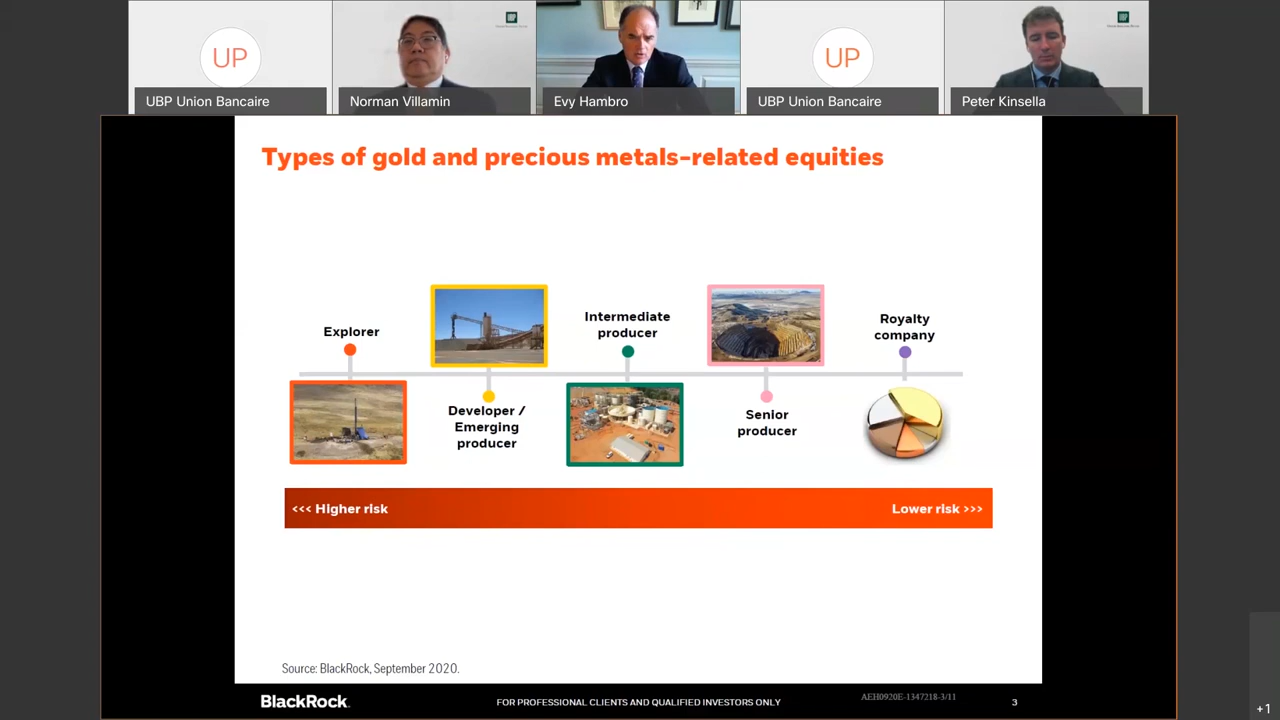 UP
UBP Union Bancaire
Norman Villamin
Evy Hambro
UP
UBP Union Bancaire
Peter Kinsella
Types of gold and precious metals-related equities
Explorer
Developer /
Emerging
producer
Intermediate
producer
Senior
producer
Royalty
company
<<< Higher risk
Lower risk >>>
Source: BlackRock, September 2020.
BlackRock.
FOR PROFESSIONAL CLIENTS AND QUALIFIED INVESTORS ONLY
AEH0920E-1347218-3/11
3
+1